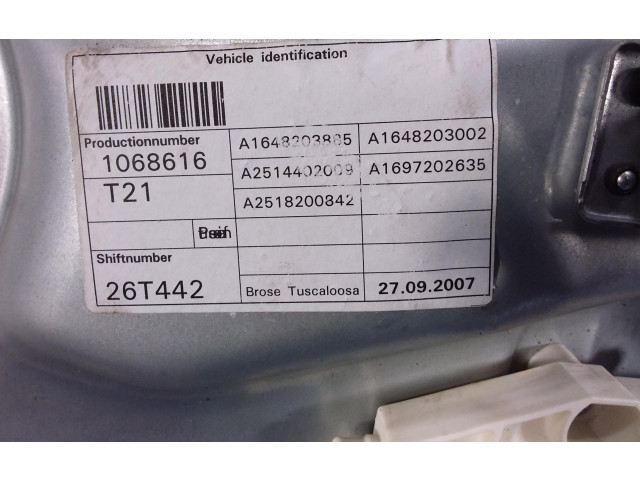 Vehicle identification
Productionnumber
1068616
A1648203865 A1648203002
T21
A2514402009 A1697202635
A2518200842
Shiftnumber
26T442
Brose Tuscaloosa 27.09.2007